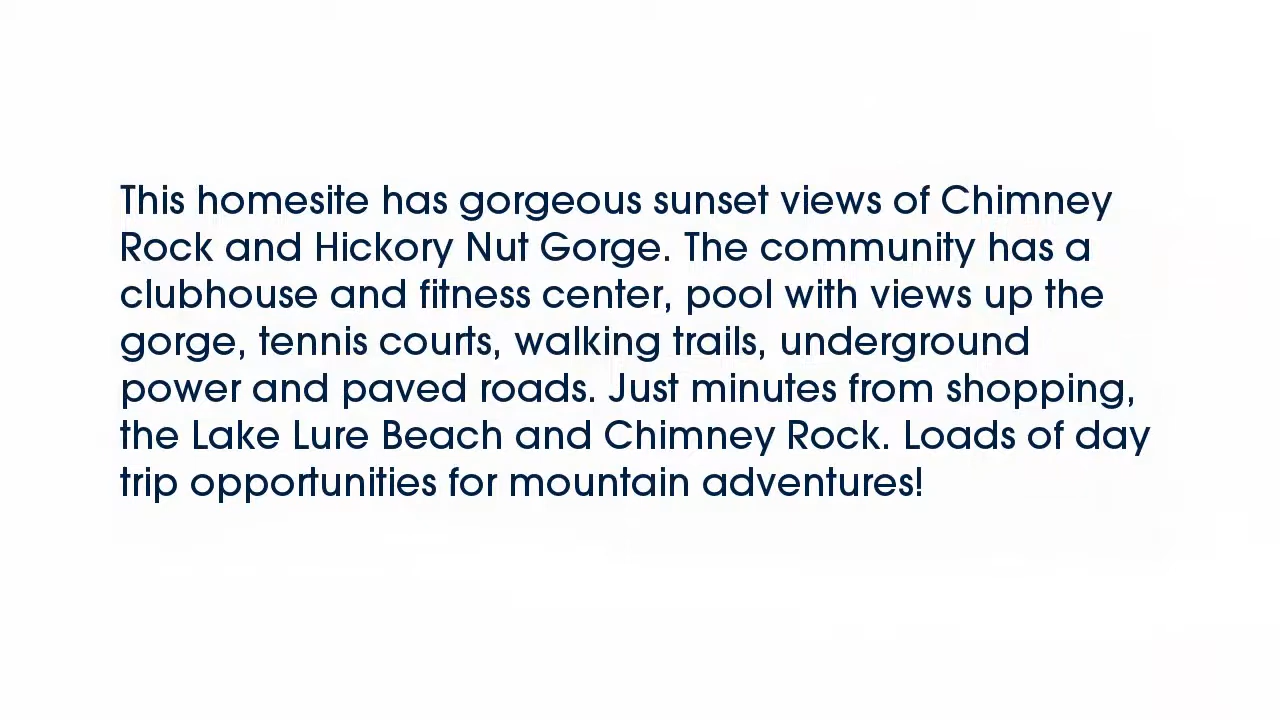 This homesite has gorgeous sunset views of Chimney
Rock and Hickory Nut Gorge. The community has a
clubhouse and fitness center, pool with views up the
gorge, tennis courts, walking trails, underground
power and paved roads. Just minutes from shopping,
the Lake Lure Beach and Chimney Rock. Loads of day
trip opportunities for mountain adventures!